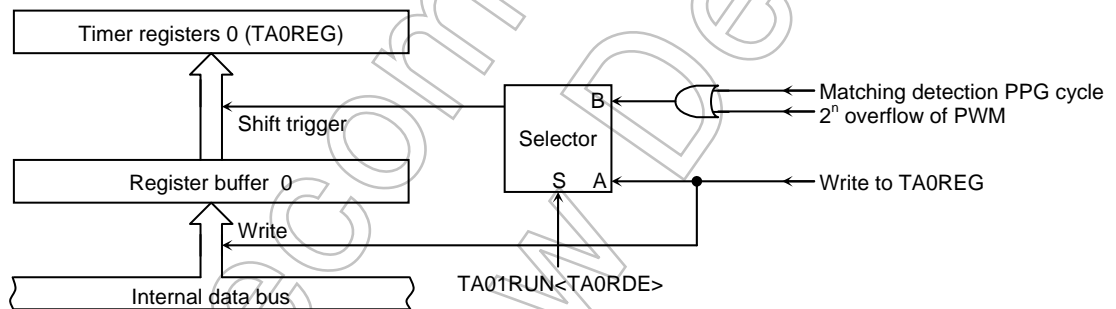 Timer registers 0 (TA0REG)
Shift trigger
B
Matching detection PPG cycle
2n overflow of PWM
Selector
Register buffer 0
S A
Write to TA0REG
Write
TA01RUN<TA0RDE>
Internal data bus